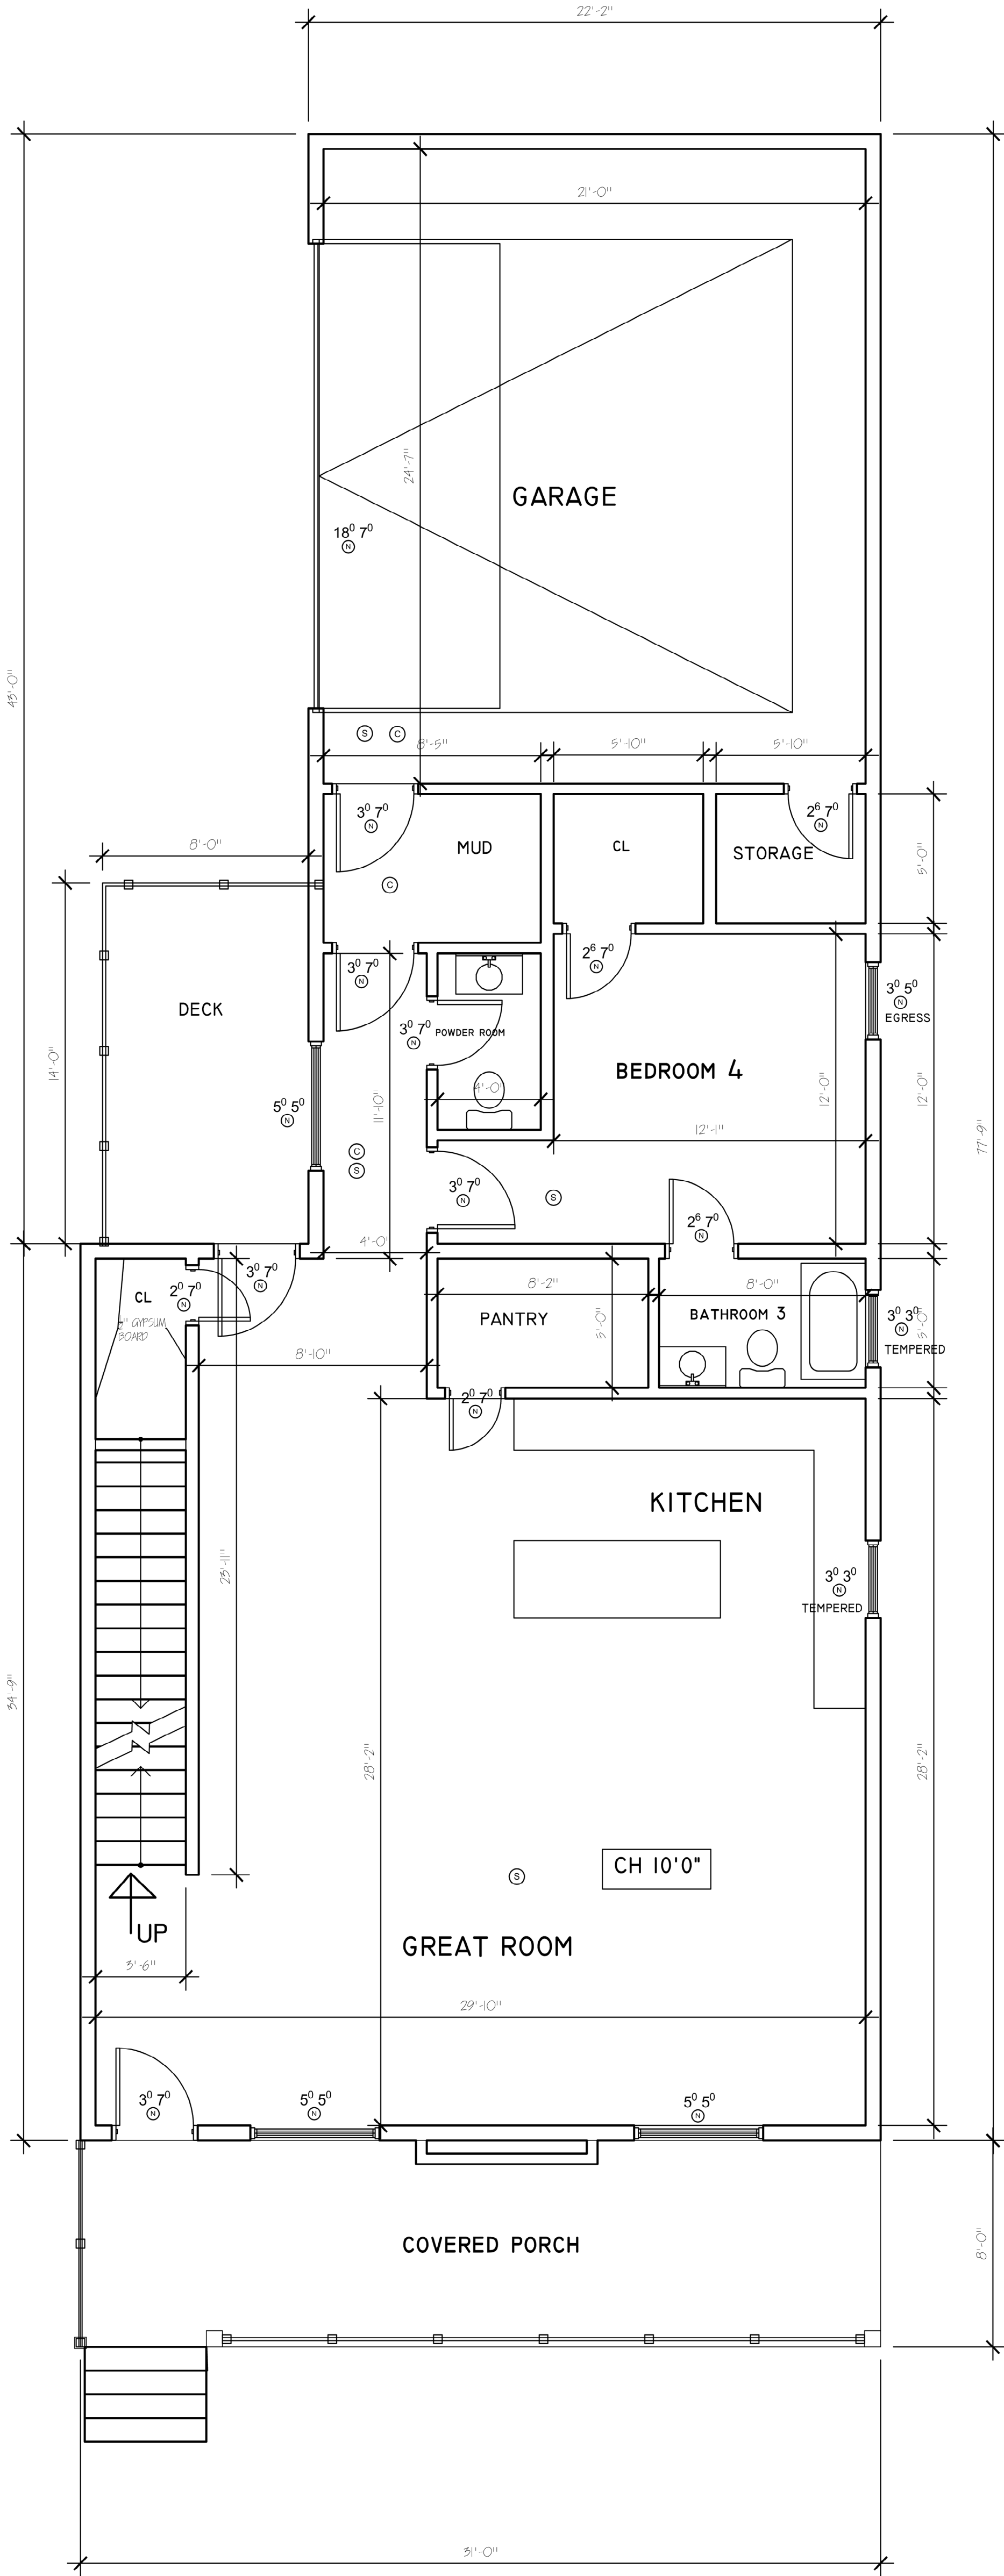 22'-2"
21'-0"
24'-7"
GARAGE
18⁰ 7⁰
N
43'-0"
S
C
8'-5"
5'-10"
5'-10"
3⁰ 7⁰
N
MUD
CL
STORAGE
2⁶ 7⁰
N
5'-0"
8'-0"
C
3⁰ 7⁰
N
2⁶ 7⁰
N
3⁰ 5⁰
N
EGRESS
DECK
3⁰ 7⁰
N
POWDER ROOM
BEDROOM 4
14'-0"
12'-0"
12'-0"
4'-0"
5⁰ 5⁰
N
11'-10"
12'-1"
77'-9"
C
S
3⁰ 7⁰
N
S
2⁶ 7⁰
N
4'-0"
3⁰ 7⁰
N
CL
2⁰ 7⁰
N
GYPSUM
BOARD
8'-2"
8'-0"
PANTRY
5'-0"
BATHROOM 3
3⁰ 3⁰
N
TEMPERED
5'-0"
8'-10"
2⁰ 7⁰
N
KITCHEN
23'-11"
3⁰ 3⁰
N
TEMPERED
34'-9"
28'-2"
28'-2"
S
CH 10'0"
UP
GREAT ROOM
3'-6"
29'-10"
3⁰ 7⁰
N
5⁰ 5⁰
N
5⁰ 5⁰
N
COVERED PORCH
8'-0"
31'-0"